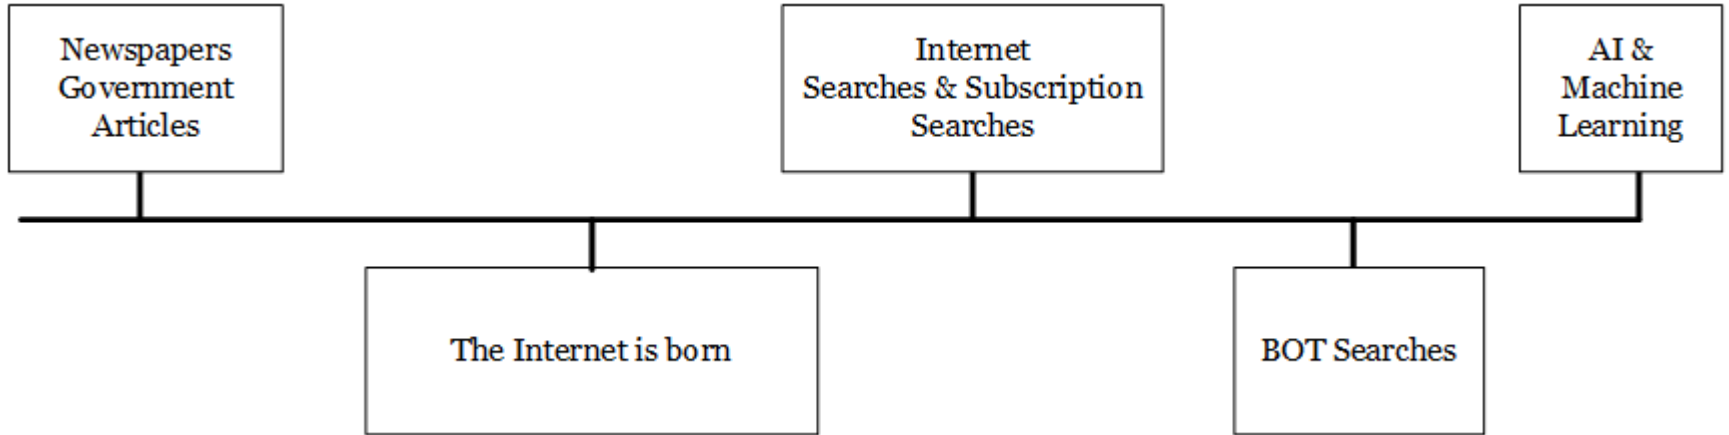 Newspapers
Government
Articles
The Internet is born
Internet
Searches & Subscription
Searches
BOT Searches
AI &
Machine
Learning